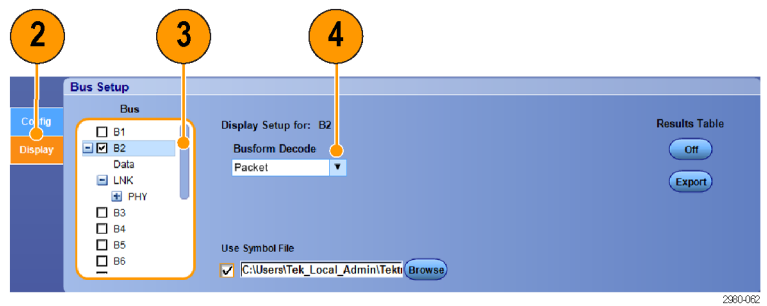 2
3
4
Bus Setup
Config
Display
Bus
B1
B2
Data
LNK
PHY
B3
B4
B5
B6
Display Setup for: B2
Busform Decode
Packet
Use Symbol File
C:\Users\Tek_Local_Admin\Tektr
Browse
Results Table
Off
Export
2980-062